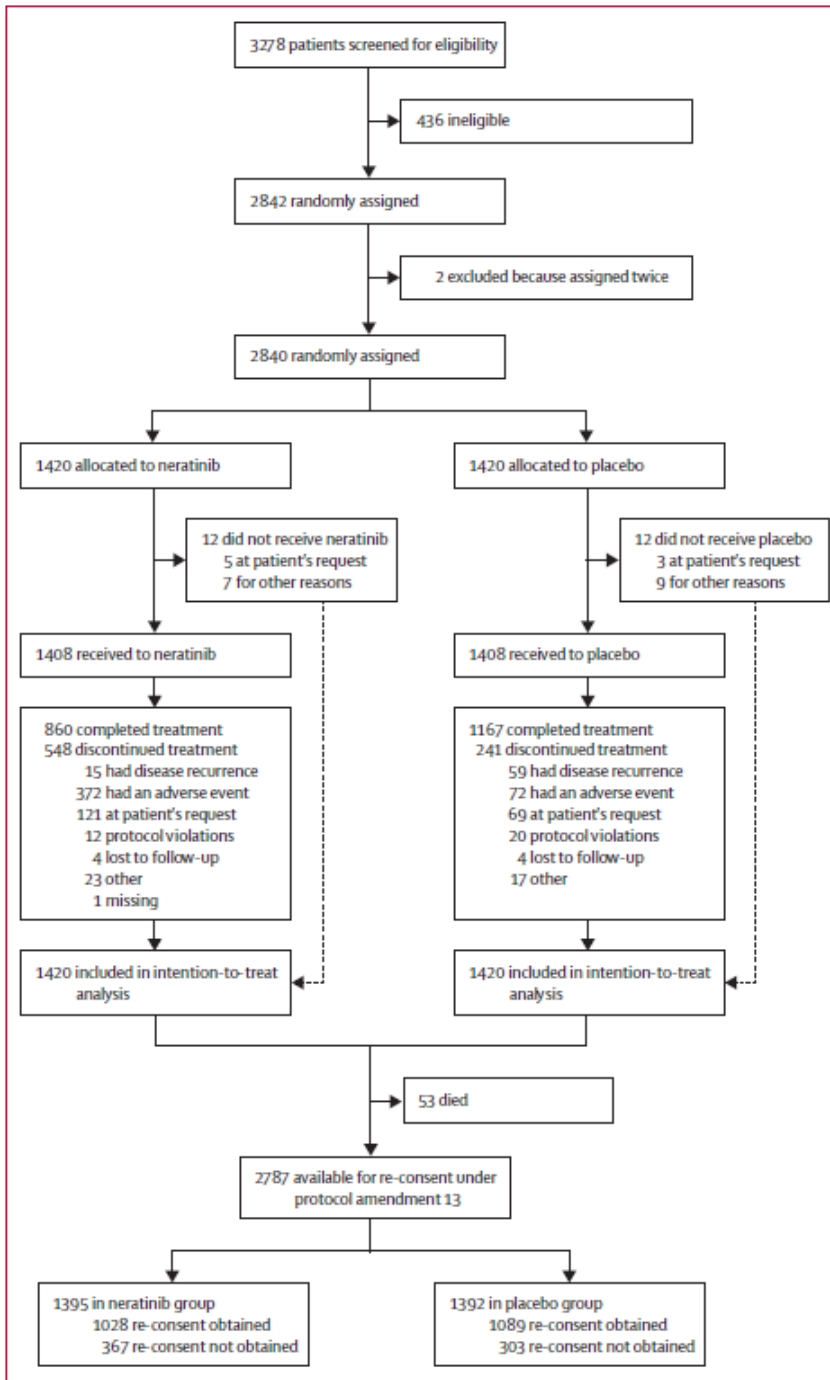 3278 patients screened for eligibility
436 ineligible
2842 randomly assigned
2 excluded because assigned twice
2840 randomly assigned
1420 allocated to neratinib
1420 allocated to placebo
12 did not receive neratinib
5 at patient's request
7 for other reasons
12 did not receive placebo
3 at patient's request
9 for other reasons
1408 received to neratinib
1408 received to placebo
860 completed treatment
548 discontinued treatment
15 had disease recurrence
372 had an adverse event
121 at patient's request
12 protocol violations
4 lost to follow-up
23 other
1 missing
1167 completed treatment
241 discontinued treatment
59 had disease recurrence
72 had an adverse event
69 at patient's request
20 protocol violations
4 lost to follow-up
17 other
1420 included in intention-to-treat
analysis
1420 included in intention-to-treat
analysis
53 died
2787 available for re-consent under
protocol amendment 13
1395 in neratinib group
1028 re-consent obtained
367 re-consent not obtained
1392 in placebo group
1089 re-consent obtained
303 re-consent not obtained